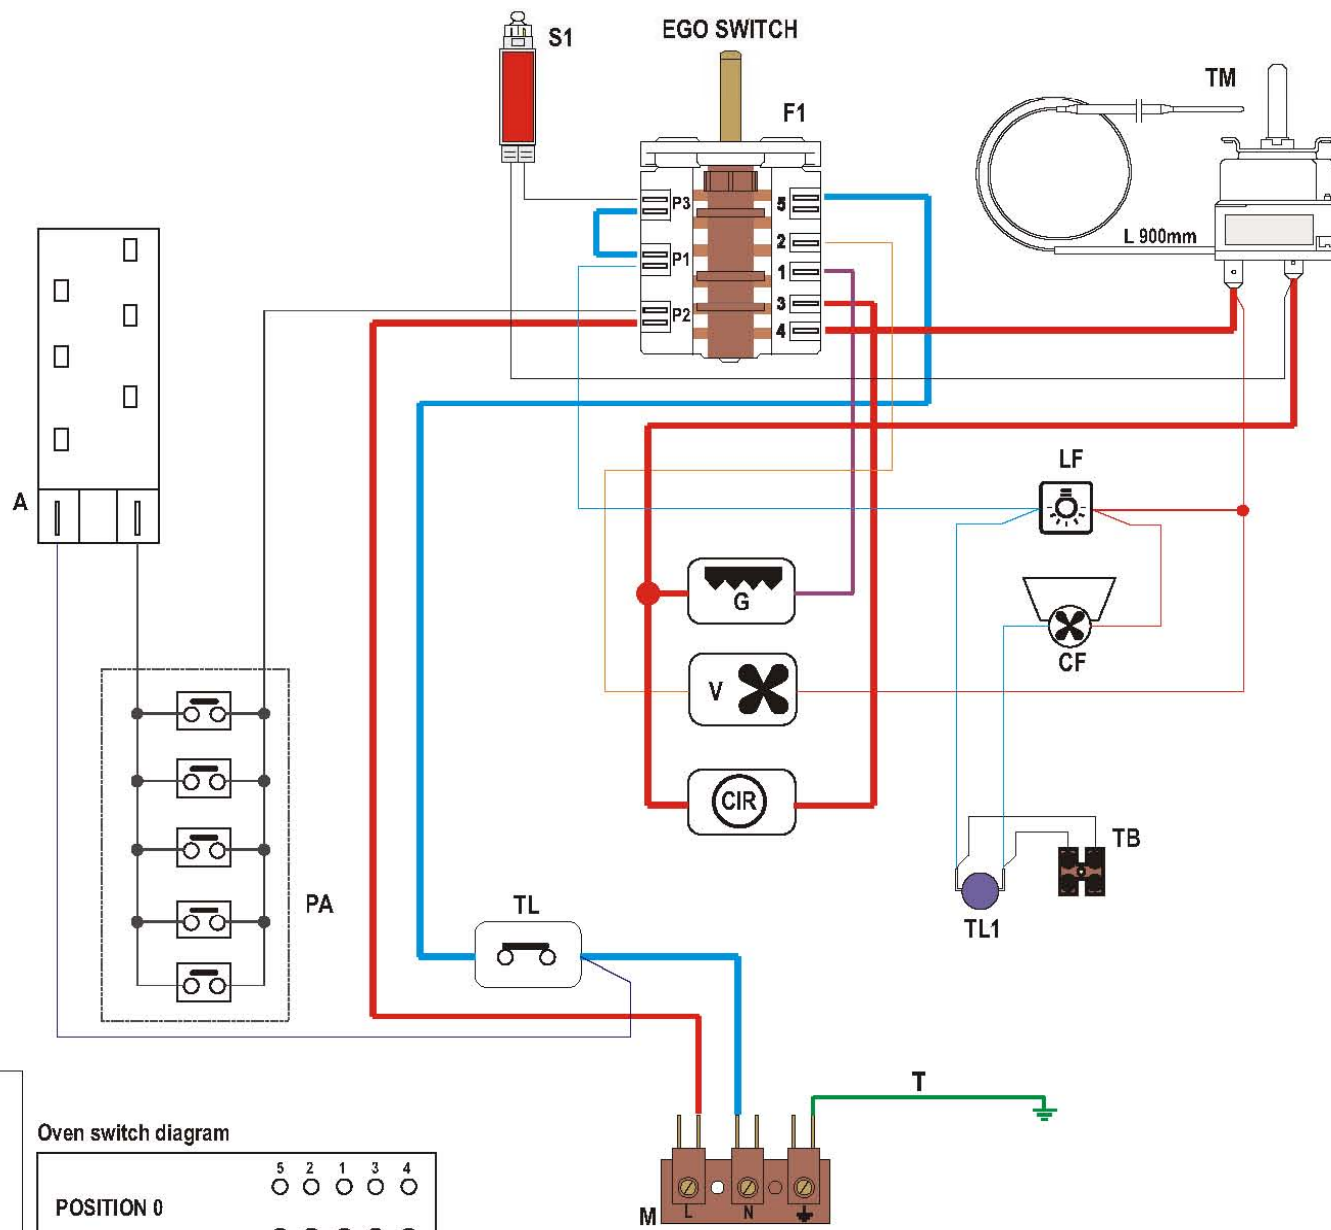 EGO SWITCH
S1
TM
F1
P3
5
2
P1
1
L 900mm
3
P2
4
LF
A
G
CF
V
CIR
TB
PA
TL
TL1
T
Oven switch diagram
5 2 1 3 4
POSITION 0
M
L
N